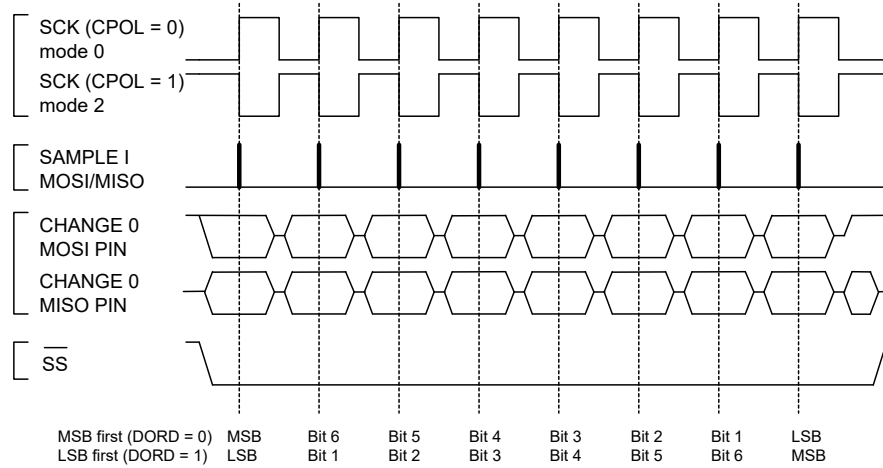 SCK (CPOL = 0)
mode 0
SCK (CPOL = 1)
mode 2
SAMPLE I
MOSI/MISO
CHANGE 0
MOSI PIN
CHANGE 0
MISO PIN
SS
MSB first (DORD = 0) MSB Bit 6 Bit 5 Bit 4 Bit 3 Bit 2 Bit 1 LSB
LSB first (DORD = 1) LSB Bit 1 Bit 2 Bit 3 Bit 4 Bit 5 Bit 6 MSB